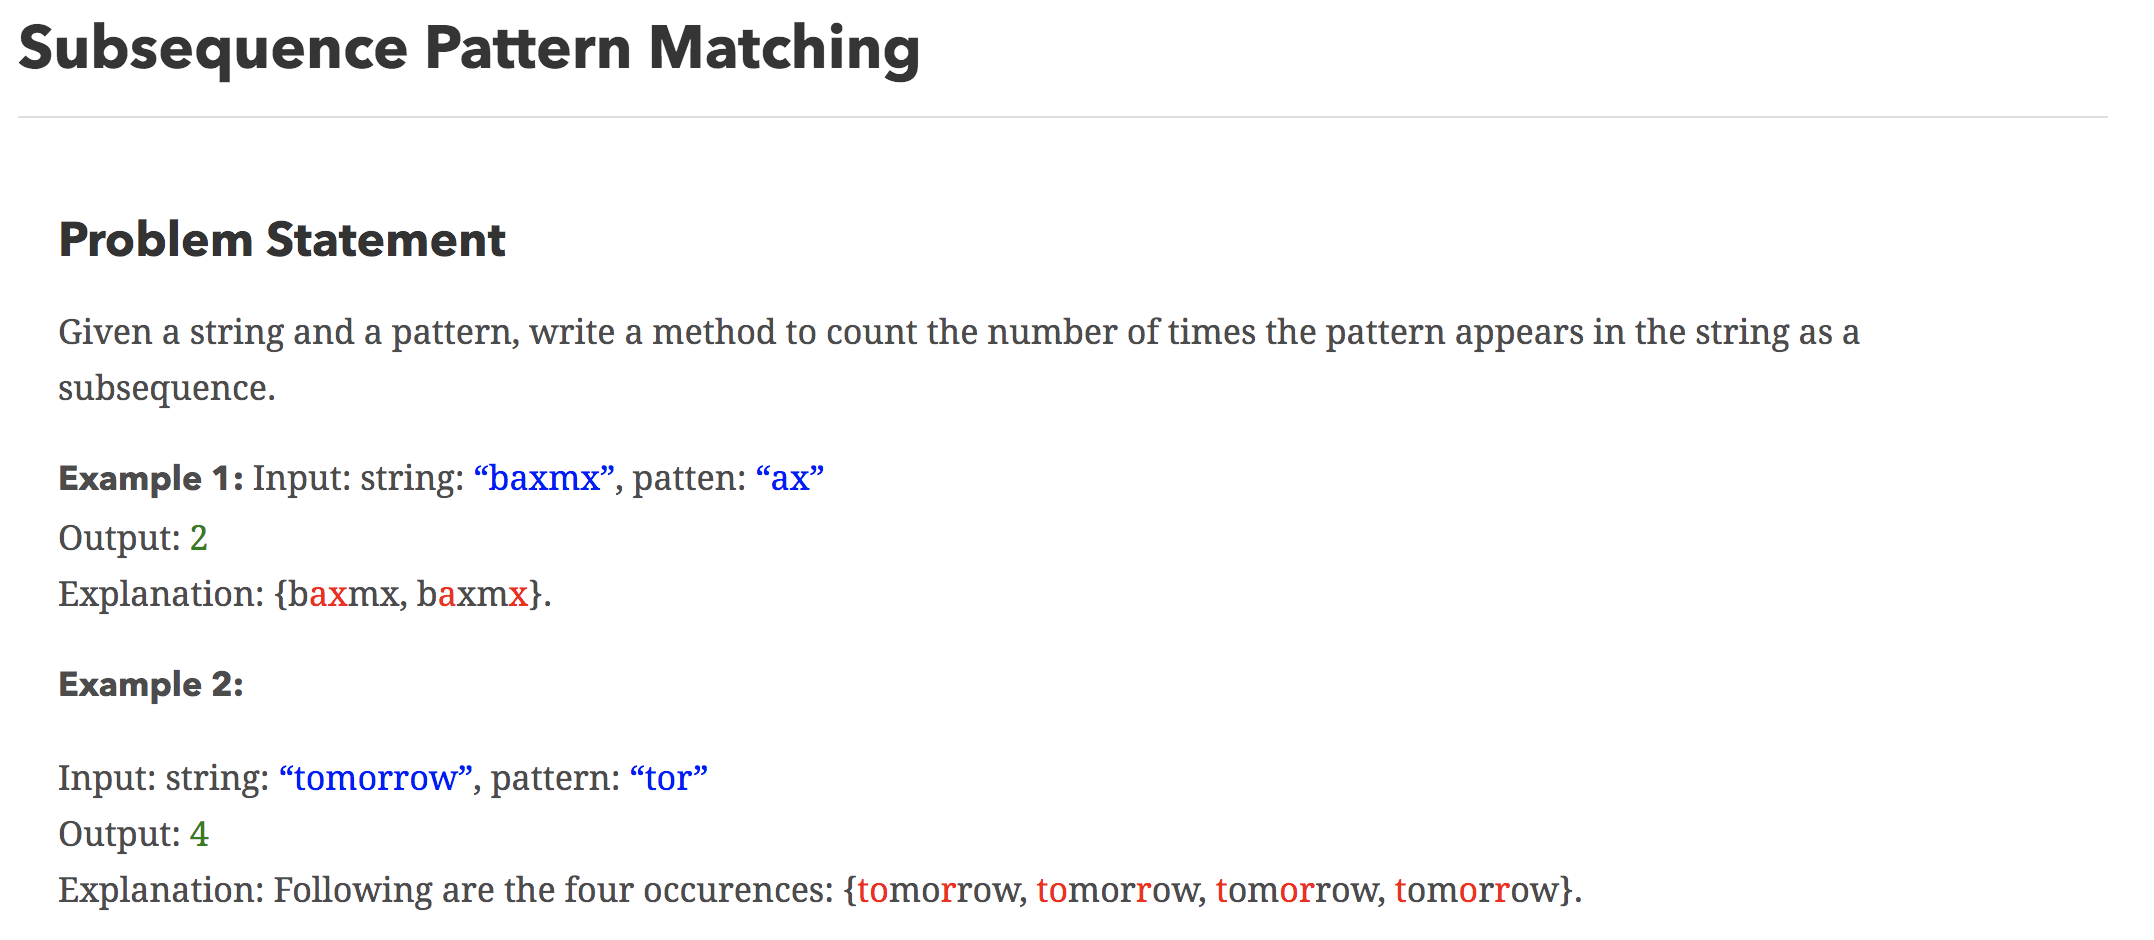 Subsequence Pattern Matching
Problem Statement
Given a string and a pattern, write a method to count the number of times the pattern appears in the string as a
subsequence.
Example 1: Input: string: “baxmx”, patten: “ax”
Output: 2
Explanation: {baxmx, baxmx}.
Example 2:
Input: string: “tomorrow”, pattern: “tor”
Output: 4
Explanation: Following are the four occurences: {tomorrow, tomorrow, tomorrow, tomorrow}.